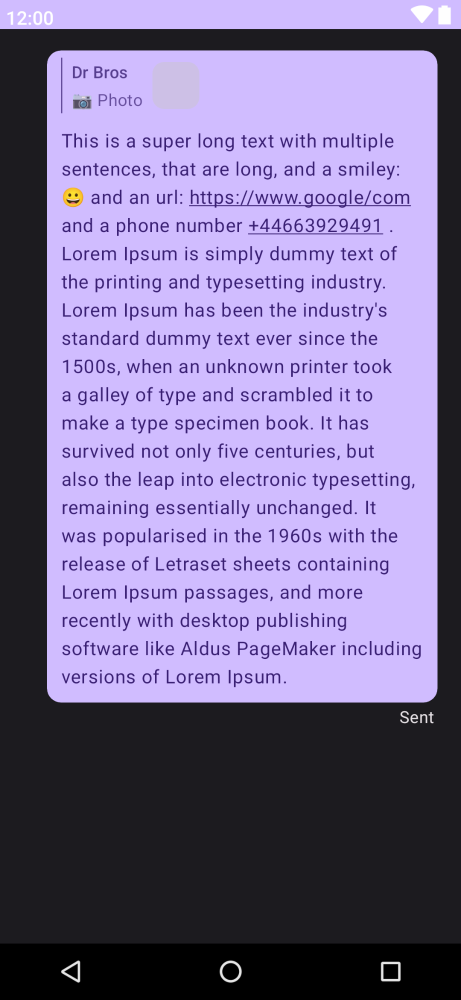 12:00
Dr Bros
📷 Photo
This is a super long text with multiple
sentences, that are long, and a smiley:
😀 and an url: https://www.google/com
and a phone number +44663929491 .
Lorem Ipsum is simply dummy text of
the printing and typesetting industry.
Lorem Ipsum has been the industry's
standard dummy text ever since the
1500s, when an unknown printer took
a galley of type and scrambled it to
make a type specimen book. It has
survived not only five centuries, but
also the leap into electronic typesetting,
remaining essentially unchanged. It
was popularised in the 1960s with the
release of Letraset sheets containing
Lorem Ipsum passages, and more
recently with desktop publishing
software like Aldus PageMaker including
versions of Lorem Ipsum.
Sent